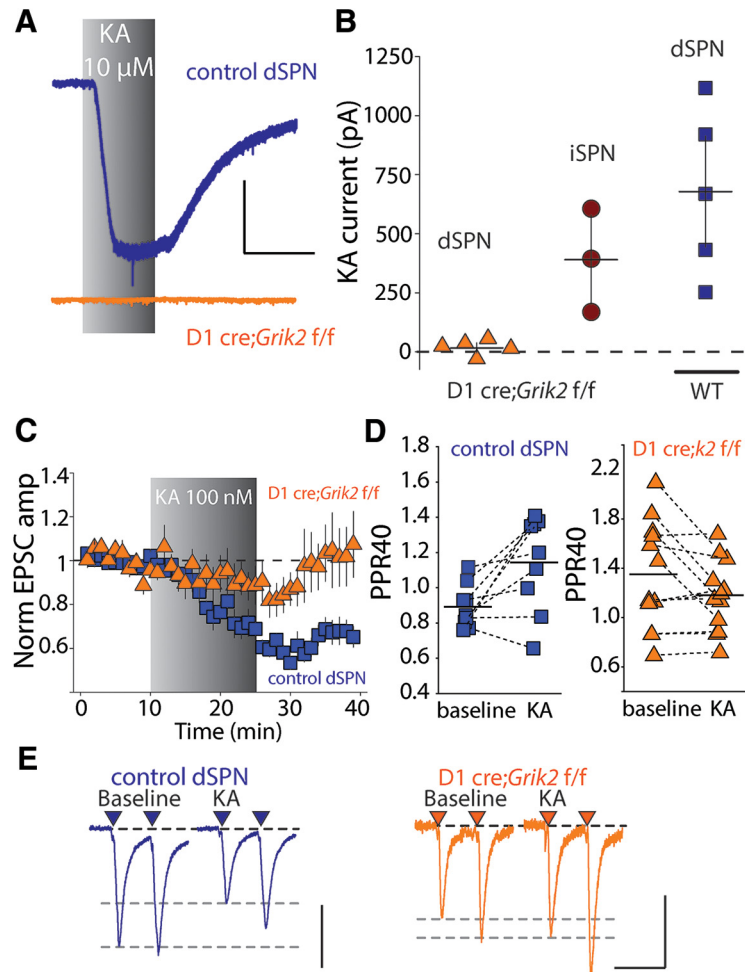 A
KA
10 µM
control dSPN
D1 cre;Grik2 f/f
B
KA current (pA)
1250
1000
750
500
250
0
dSPN
iSPN
dSPN
D1 cre;Grik2 f/f
WT
C
Norm EPSC amp
1.4
1.2
1
0.8
0.6
KA 100 nM
D1 cre;Grik2 f/f
control dSPN
0 10 20 30 40
Time (min)
D
control dSPN
PPR40
1.8
1.6
1.4
1.2
1.0
0.8
0.6
0.4
baseline KA
D1 cre;k2 f/f
PPR40
2.2
1.8
1.4
1.0
0.6
baseline KA
E
control dSPN
Baseline KA
D1 cre;Grik2 f/f
Baseline KA